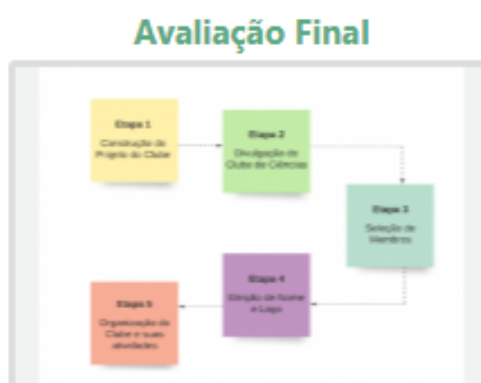 Avaliação Final
Etapa 1
Construção do
Projeto do Clube
Etapa 2
Divulgação do
Clube de Ciências
Etapa 3
Seleção de
Membros
Etapa 4
Eleição de Nome
e Logo
Etapa 5
Organização do
Clube e suas
atividades